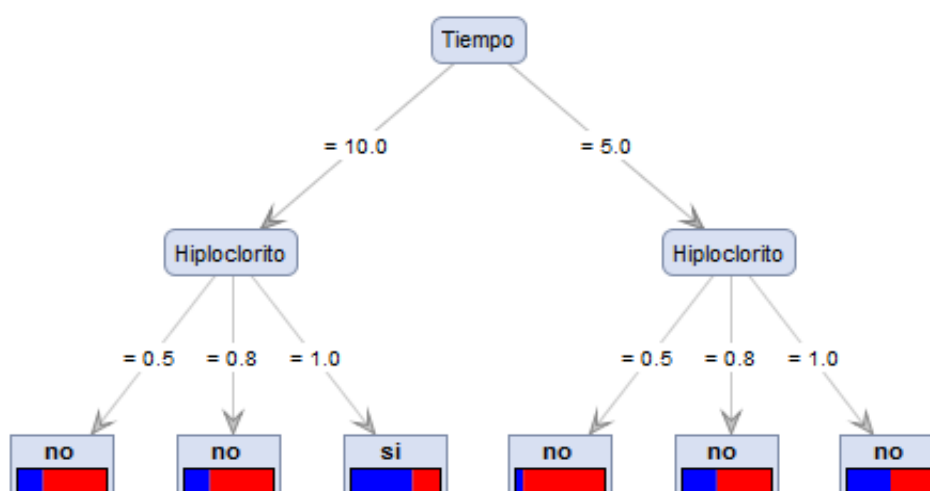 Tiempo
= 10.0 = 5.0
Hiploclorito Hiploclorito
= 0.5 = 0.8 = 1.0 = 0.5 = 0.8 = 1.0
no no si no no no